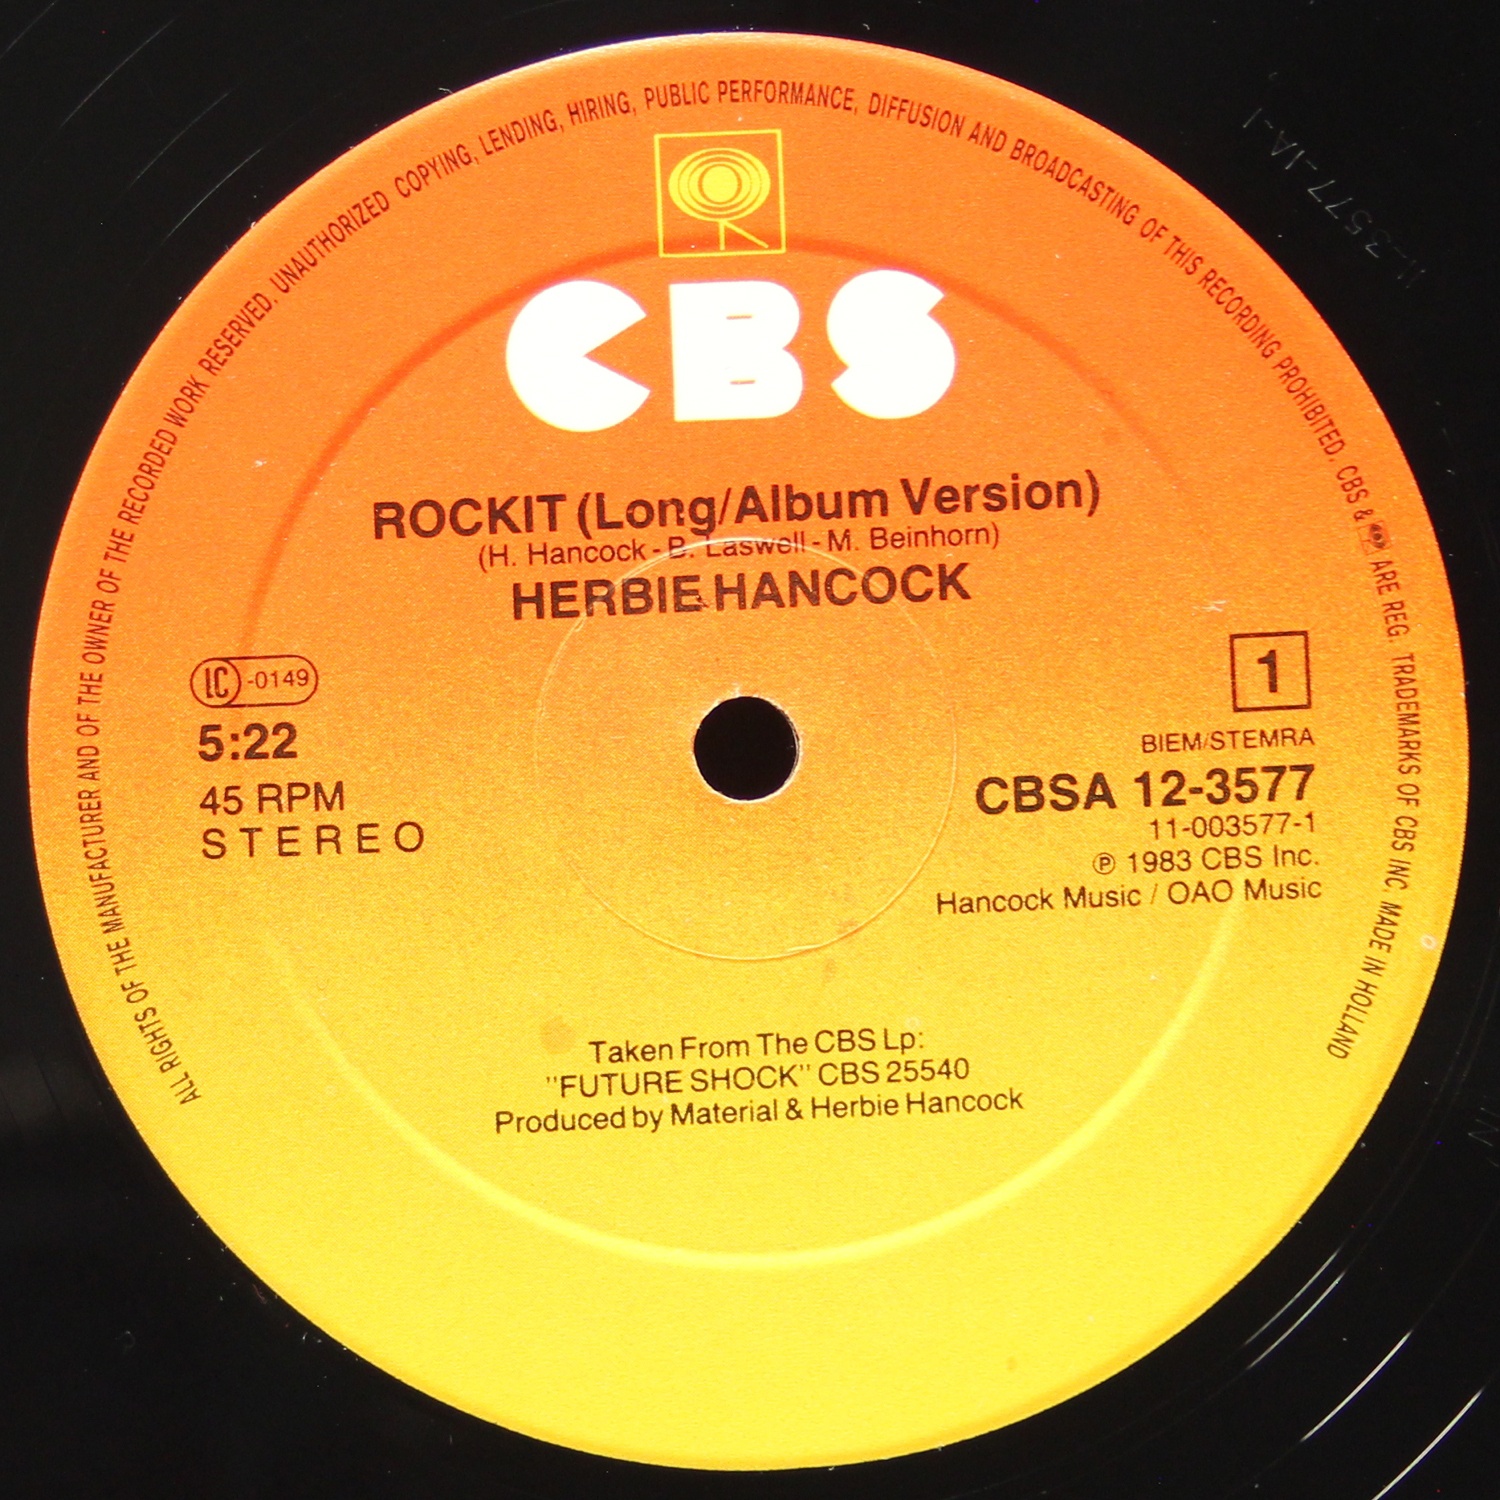 ALL RIGHTS OF THE MANUFACTURER AND OF THE OWNER OF THE RECORDED WORK RESERVED. UNAUTHORIZED COPYING, LENDING, HIRING, PUBLIC PERFORMANCE, DIFFUSION AND BROADCASTING OF THIS RECORDING PROHIBITED. CBS & ARE REG. TRADEMARKS OF CBS INC. MADE IN HOLLAND
CBS
ROCKIT (Long/Album Version)
(H. Hancock - B. Laswell - M. Beinhorn)
HERBIE HANCOCK
LC -0149
5:22
45 RPM
STEREO
1
BIEM/STEMRA
CBSA 12-3577
11-003577-1
℗ 1983 CBS Inc.
Hancock Music / OAO Music
Taken From The CBS Lp:
"FUTURE SHOCK" CBS 25540
Produced by Material & Herbie Hancock